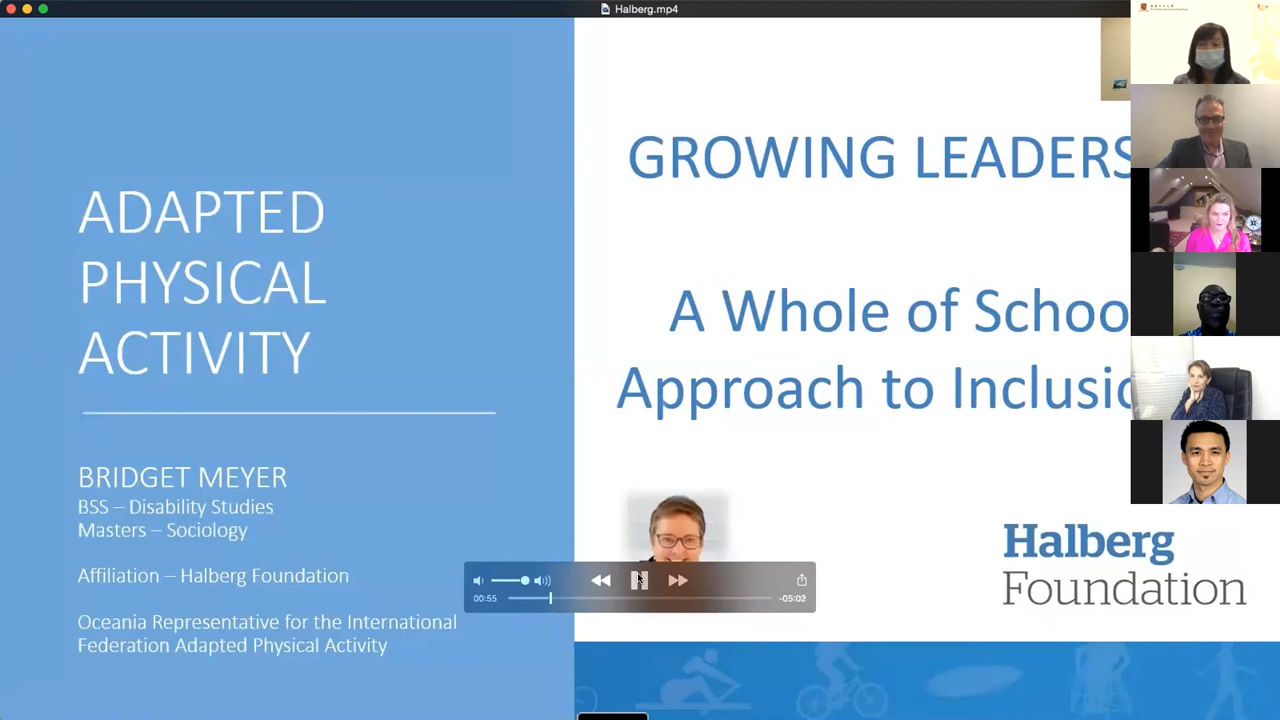 Halberg.mp4
ADAPTED
PHYSICAL
ACTIVITY
BRIDGET MEYER
BSS – Disability Studies
Masters – Sociology
Affiliation – Halberg Foundation
Oceania Representative for the International
Federation Adapted Physical Activity
GROWING LEADERS
A Whole of Schoo
Approach to Inclusio
00:55
-05:02
Halberg
Foundation